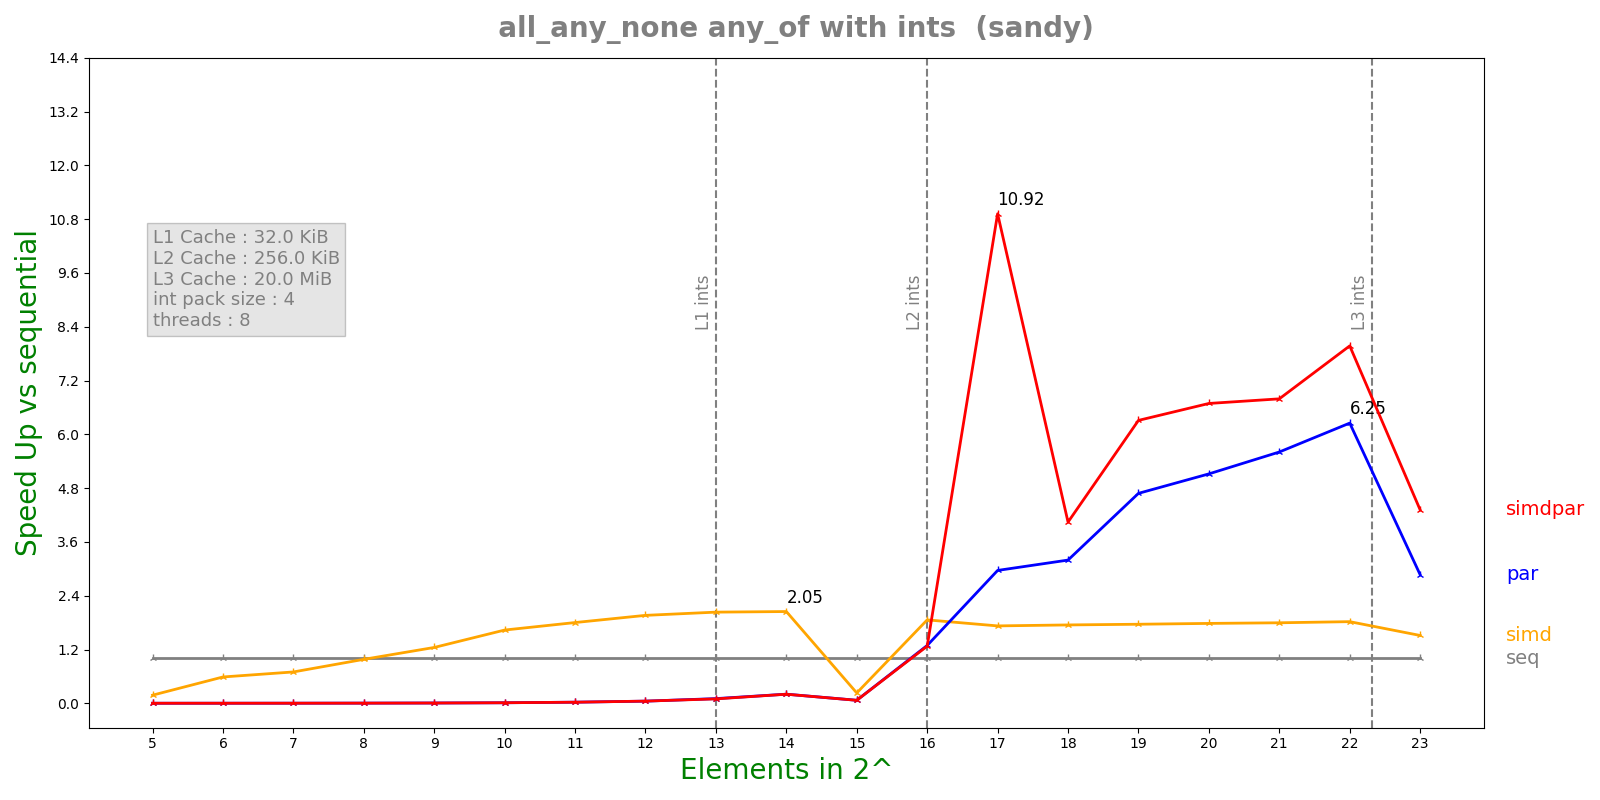 all_any_none any_of with ints (sandy)
Speed Up vs sequential
14.4
13.2
12.0
10.8
9.6
8.4
7.2
6.0
4.8
3.6
2.4
1.2
0.0
L1 Cache : 32.0 KiB
L2 Cache : 256.0 KiB
L3 Cache : 20.0 MiB
int pack size : 4
threads : 8
L1 ints
L2 ints
L3 ints
10.92
6.25
2.05
simdpar
par
simd
seq
5 6 7 8 9 10 11 12 13 14 15 16 17 18 19 20 21 22 23
Elements in 2^